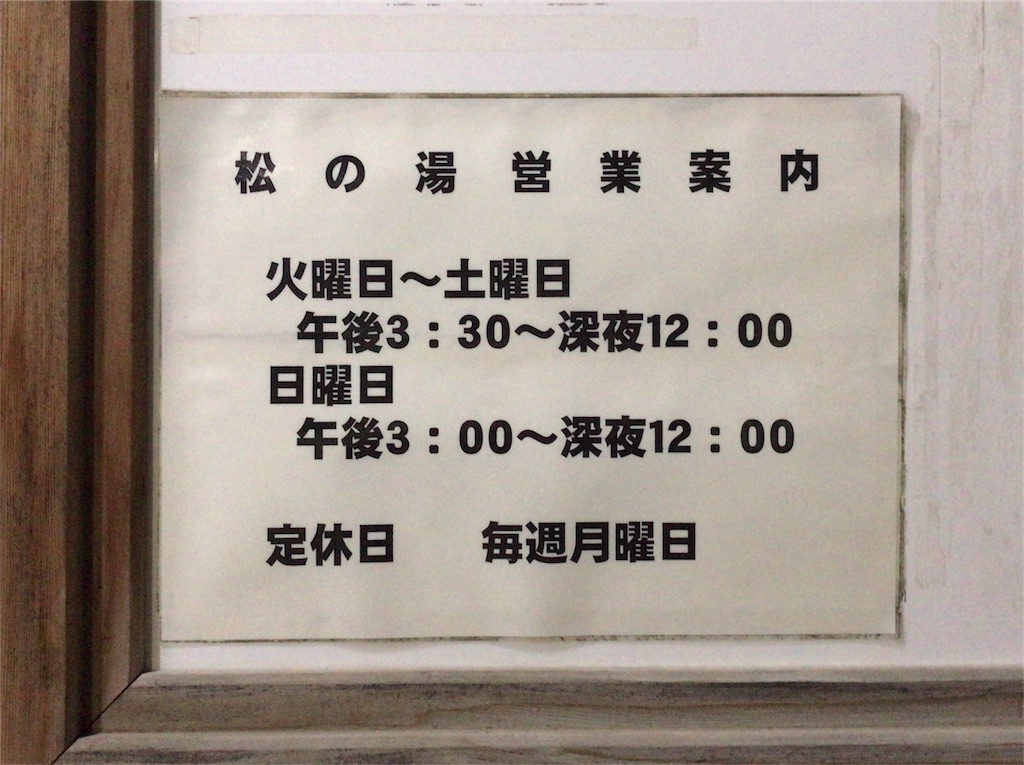 松の湯営業案内
火曜日～土曜日
午後3：30～深夜12：00
日曜日
午後3：00～深夜12：00
定休日　毎週月曜日